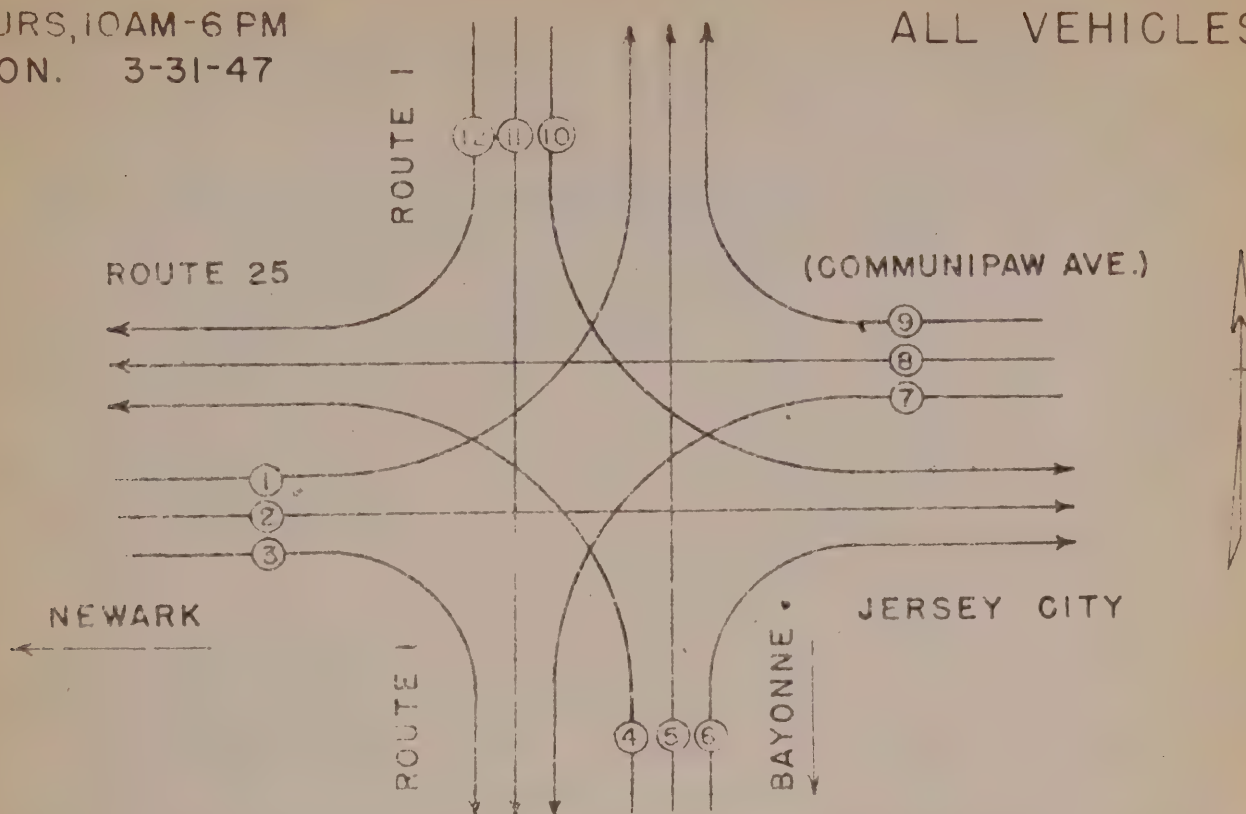 URS, 10AM-6 PM
ON. 3-31-47
ALL VEHICLES
ROUTE 1
12 11 10
ROUTE 25
(COMMUNIPAW AVE.)
9
8
7
1
2
3
NEWARK
JERSEY CITY
ROUTE 1
4 5 6
BAYONNE